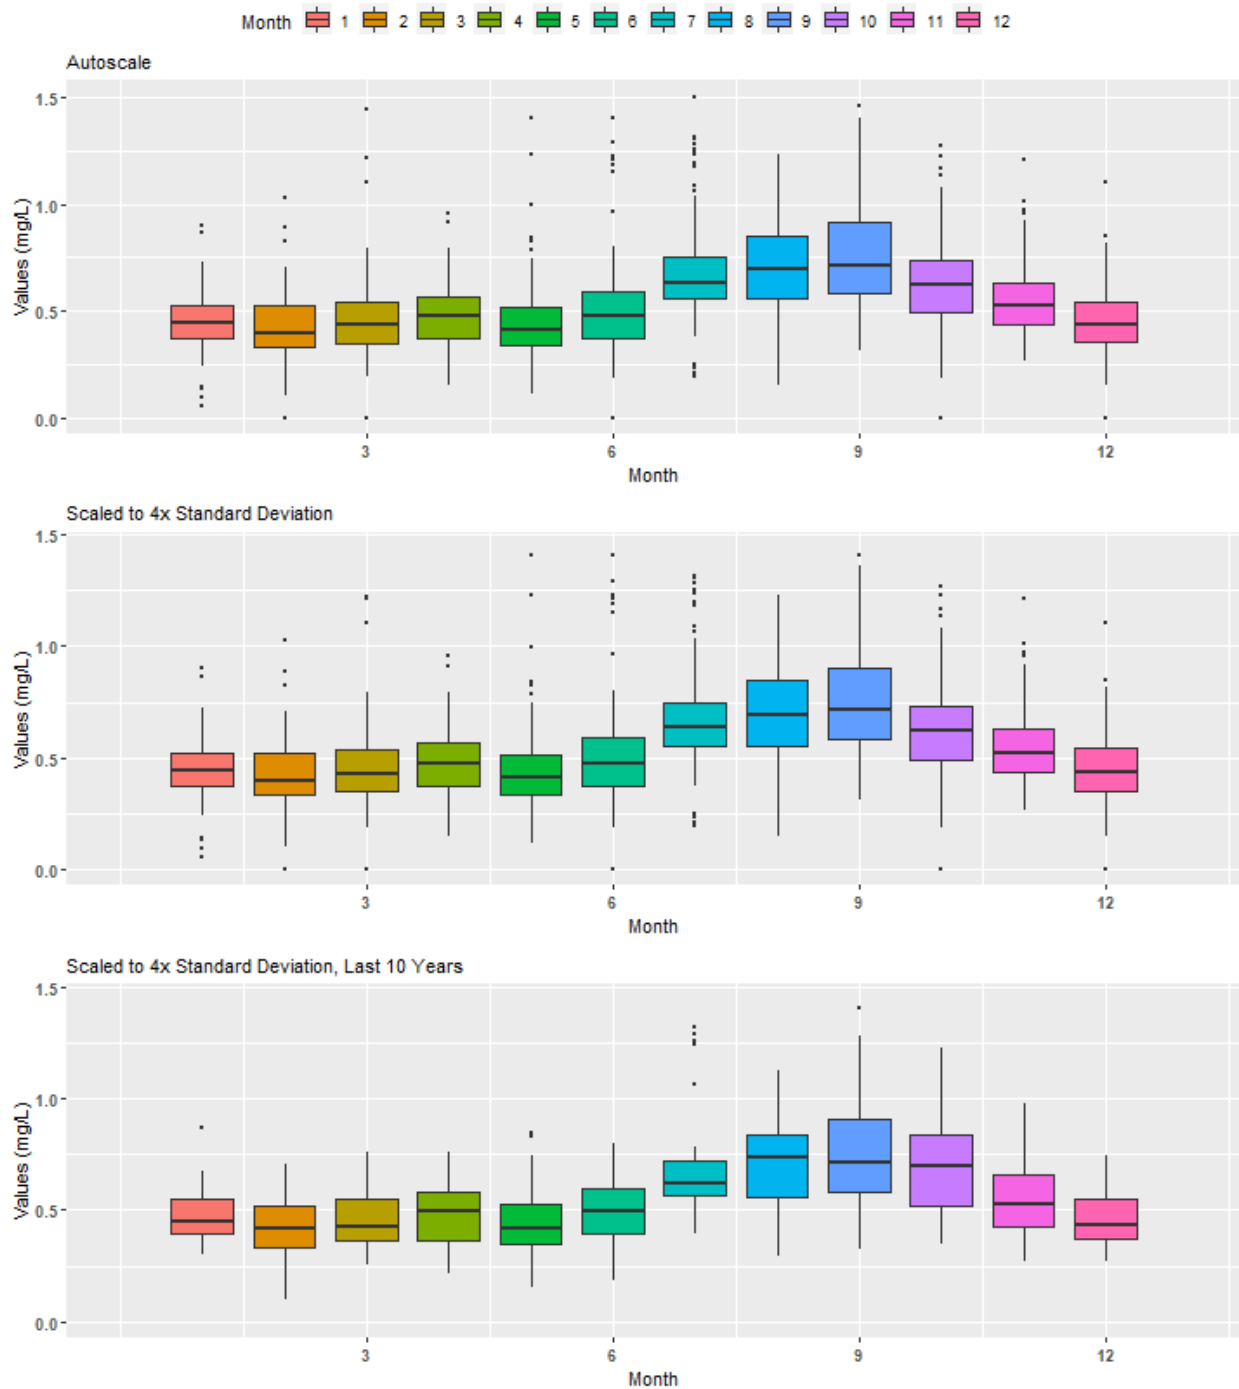 Month 1 2 3 4 5 6 7 8 9 10 11 12
Autoscale
Values (mg/L)
1.5
1.0
0.5
0.0
3 6 9 12
Month
Scaled to 4x Standard Deviation
Values (mg/L)
1.5
1.0
0.5
0.0
3 6 9 12
Month
Scaled to 4x Standard Deviation, Last 10 Years
Values (mg/L)
1.5
1.0
0.5
0.0
3 6 9 12
Month